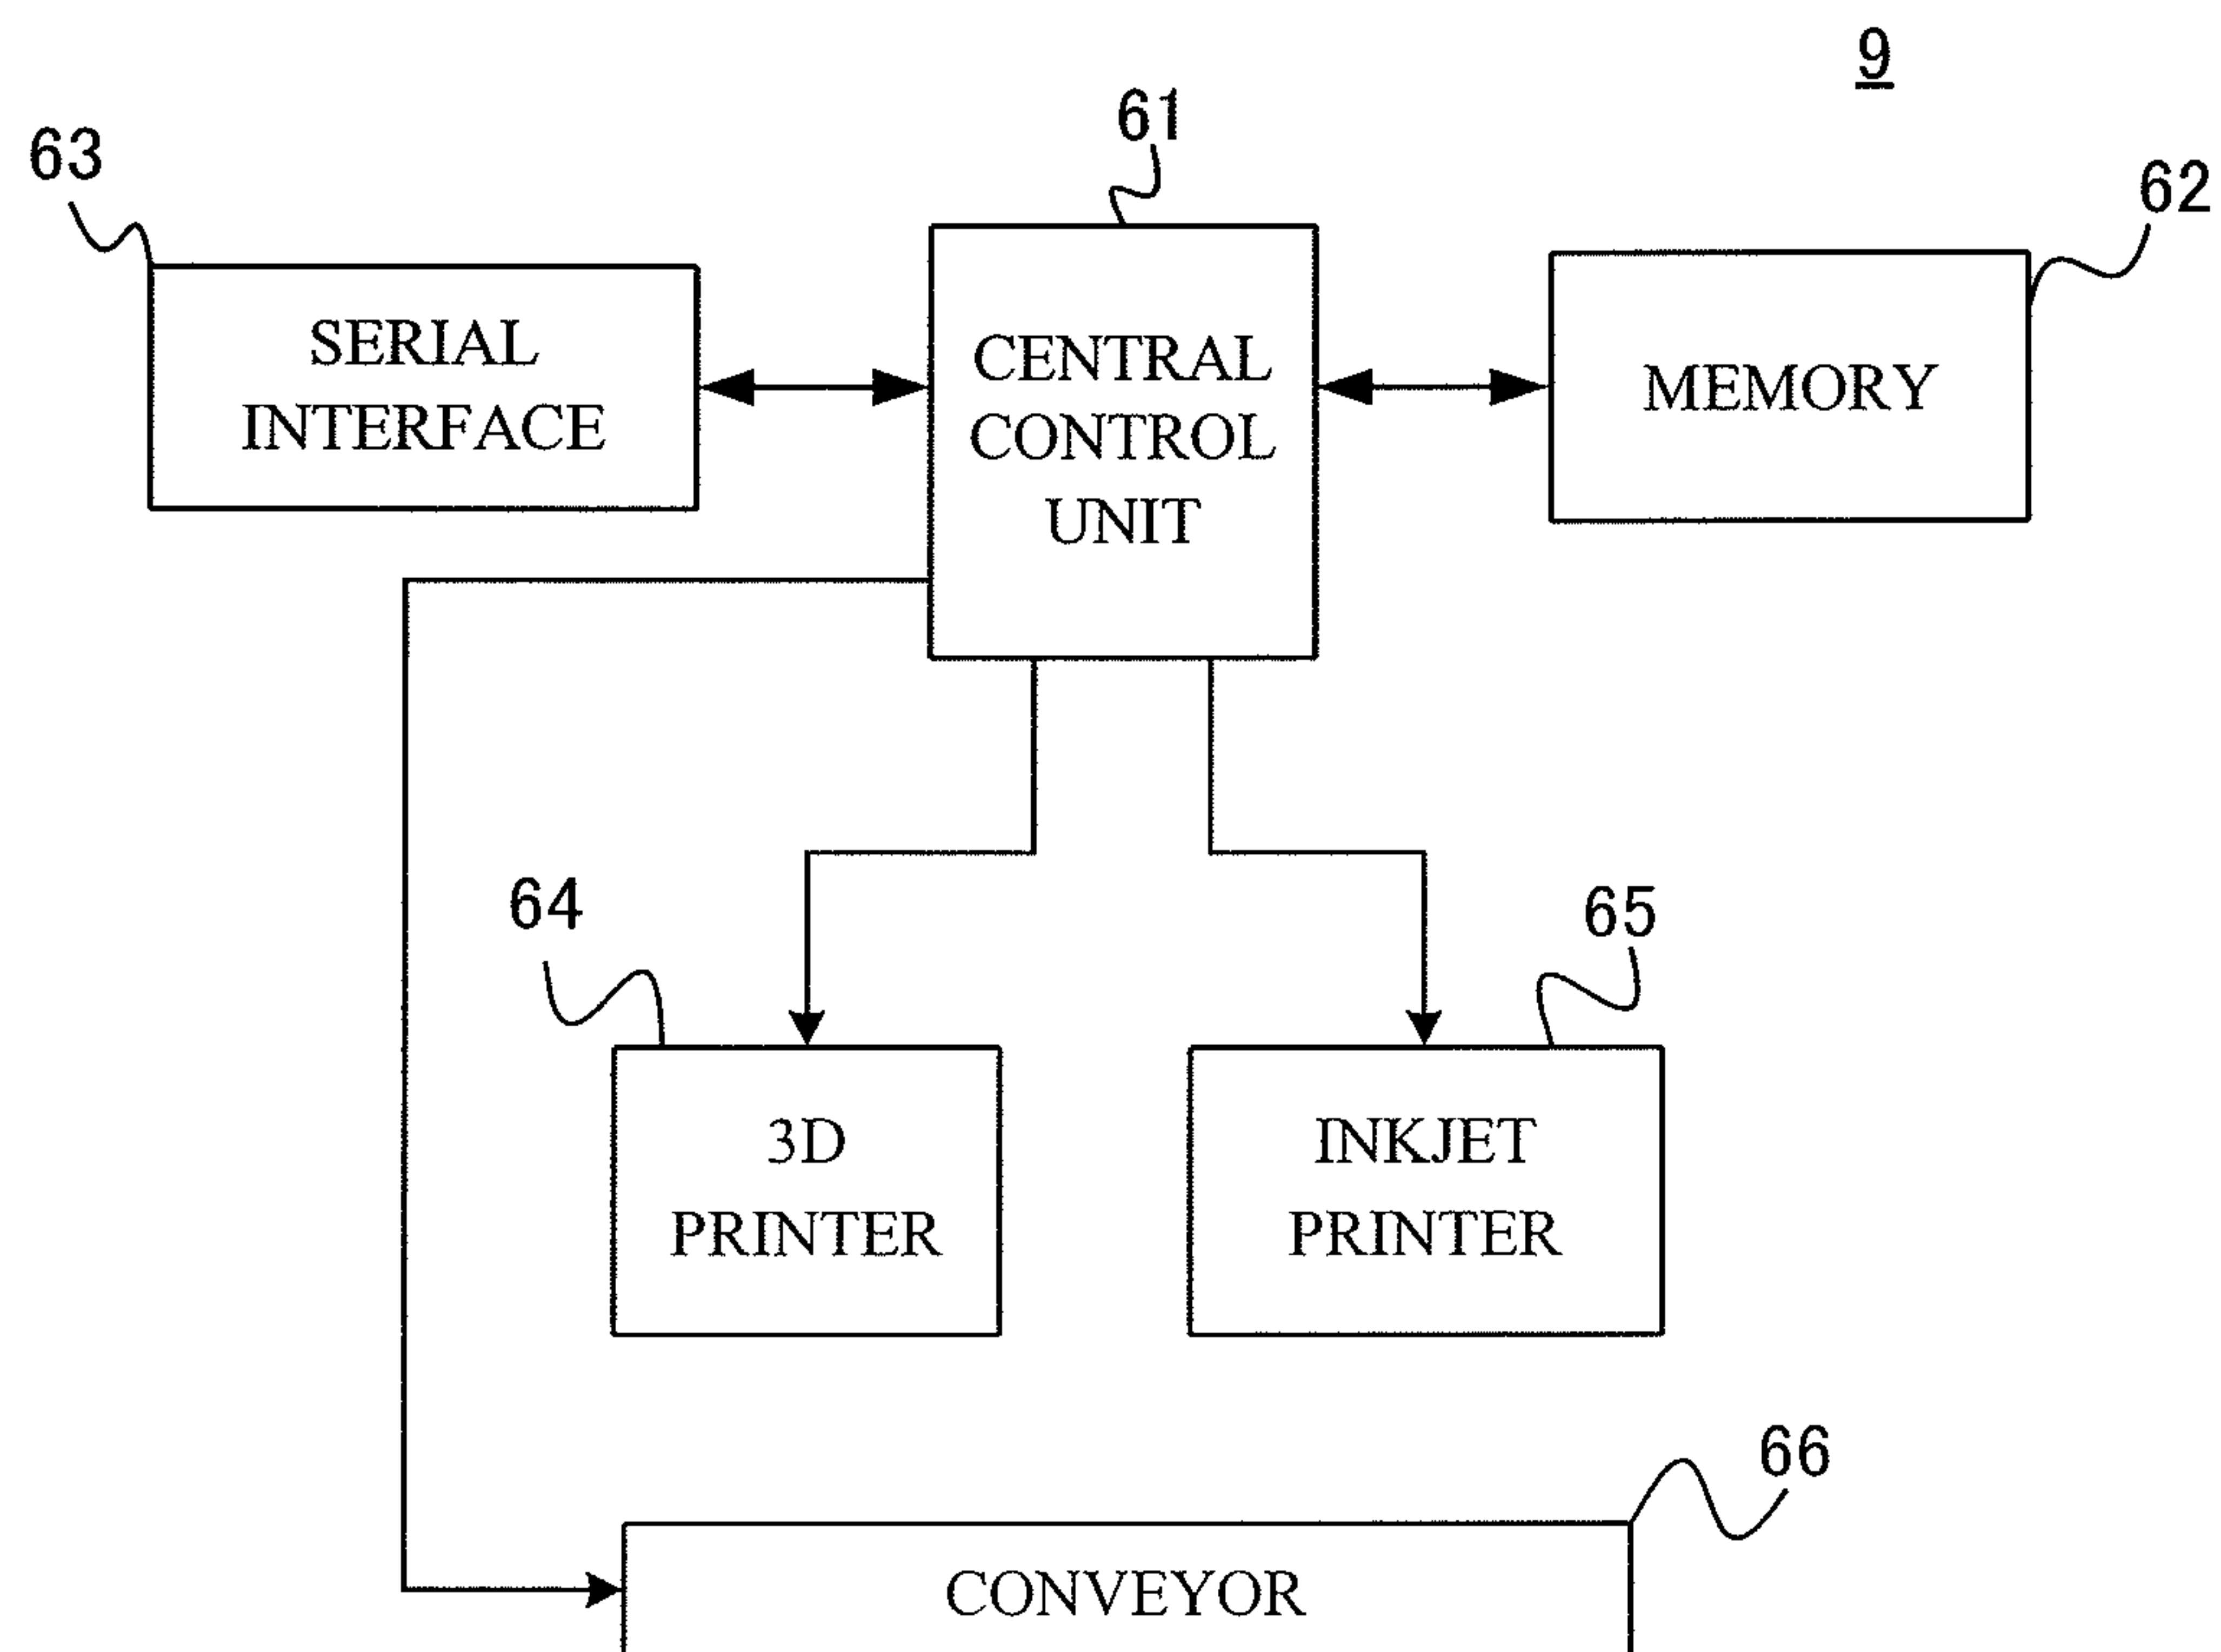 9
61
63
62
SERIAL
INTERFACE
CENTRAL
CONTROL
UNIT
MEMORY
64
65
3D
PRINTER
INKJET
PRINTER
66
CONVEYOR